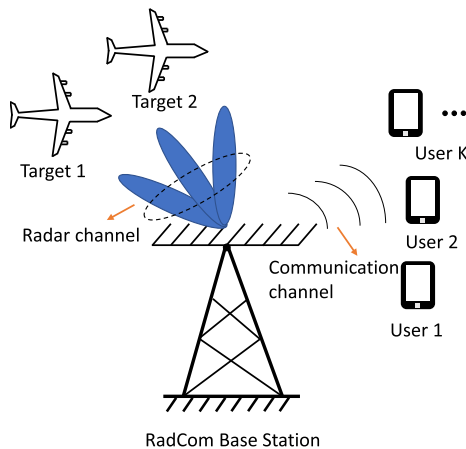 Target 2
Target 1
User K
...
Radar channel
User 2
Communication
channel
User 1
RadCom Base Station